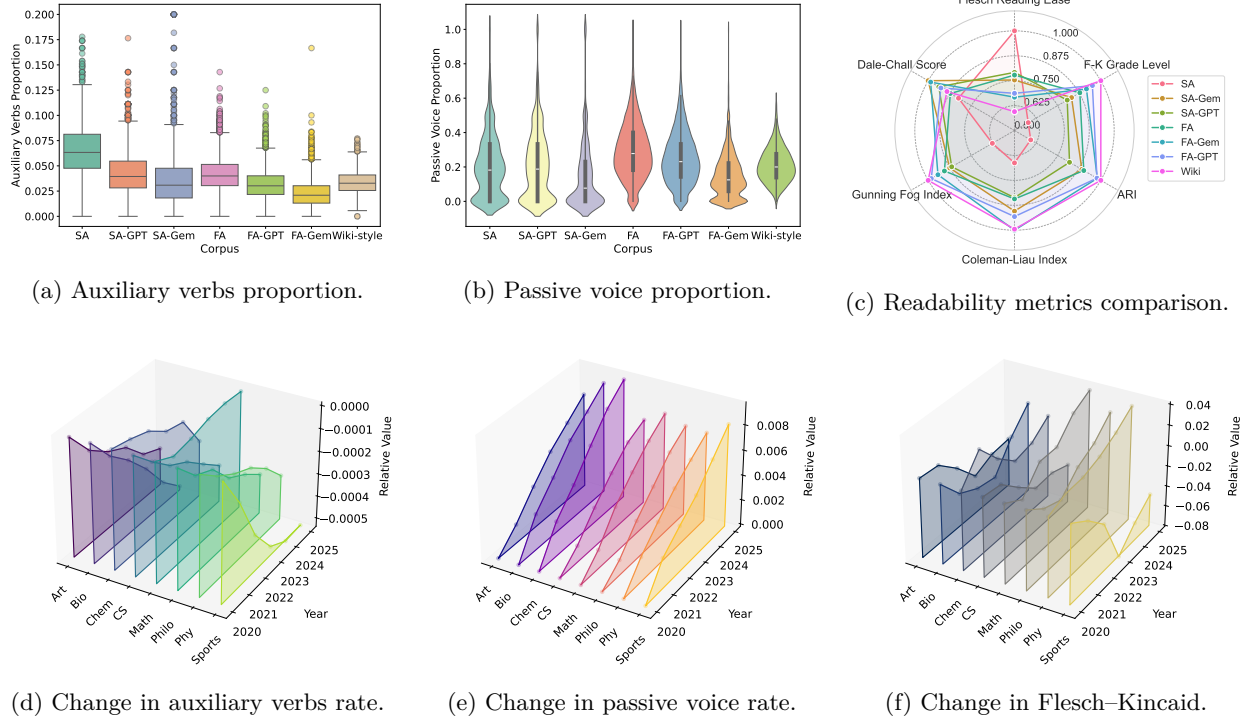 Auxiliary Verbs Proportion
0.200
0.175
0.150
0.125
0.100
0.075
0.050
0.025
0.000
SA SA-GPT SA-Gem FA FA-GPT FA-Gem Wiki-style
Corpus
(a) Auxiliary verbs proportion.
Passive Voice Proportion
1.0
0.8
0.6
0.4
0.2
0.0
SA SA-GPT SA-Gem FA FA-GPT FA-Gem Wiki-style
Corpus
(b) Passive voice proportion.
Flesch Reading Ease
1.000
0.875
0.750
0.625
0.500
Dale-Chall Score
F-K Grade Level
Gunning Fog Index
ARI
Coleman-Liau Index
SA
SA-Gem
SA-GPT
FA
FA-Gem
FA-GPT
Wiki
(c) Readability metrics comparison.
0.0000
−0.0001
−0.0002
−0.0003
−0.0004
−0.0005
Relative Value
Art
Bio
Chem
CS
Math
Philo
Phy
Sports
2025
2024
2023
2022
2021
2020
Year
(d) Change in auxiliary verbs rate.
0.008
0.006
0.004
0.002
0.000
Relative Value
Art
Bio
Chem
CS
Math
Philo
Phy
Sports
2025
2024
2023
2022
2021
2020
Year
(e) Change in passive voice rate.
0.04
0.02
0.00
−0.02
−0.04
−0.06
−0.08
Relative Value
Art
Bio
Chem
CS
Math
Philo
Phy
Sports
2025
2024
2023
2022
2021
2020
Year
(f) Change in Flesch–Kincaid.